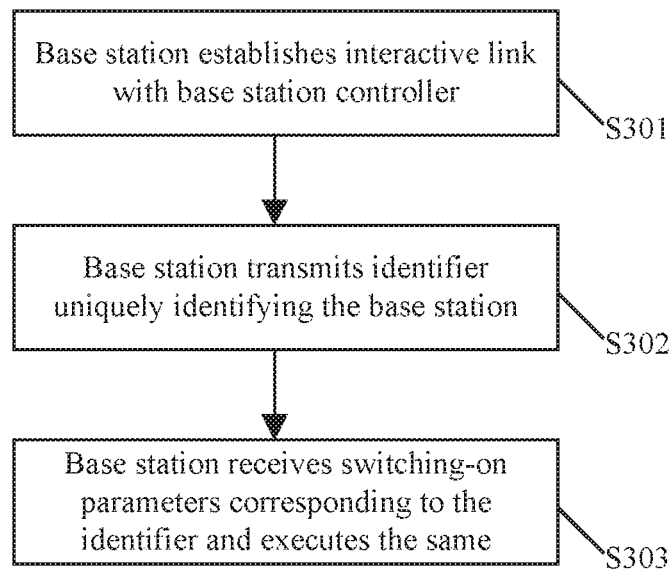 Base station establishes interactive link
with base station controller
S301
Base station transmits identifier
uniquely identifying the base station
S302
Base station receives switching-on
parameters corresponding to the
identifier and executes the same
S303